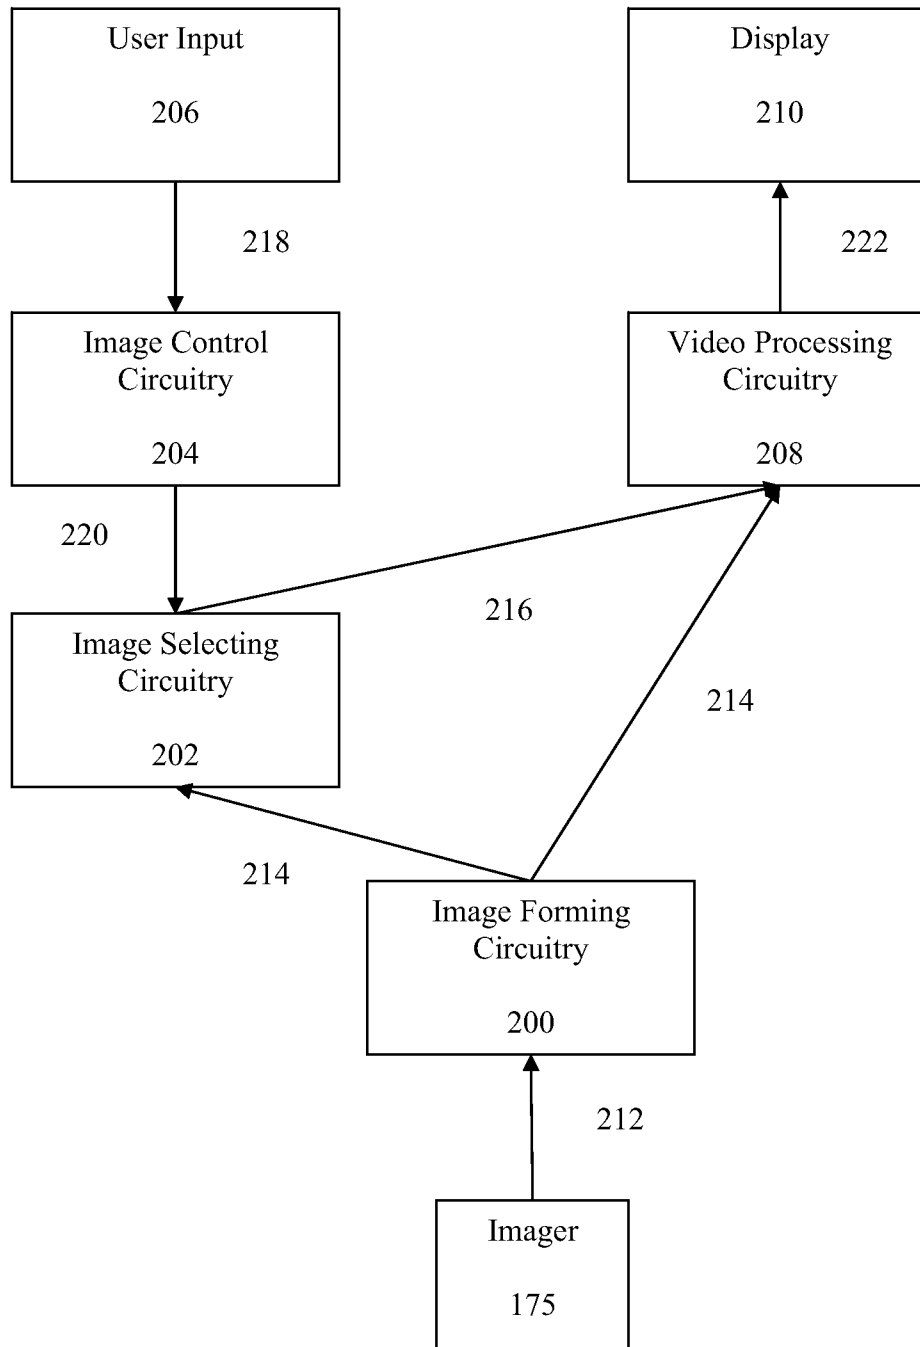 User Input
206
Display
210
218
222
Image Control
Circuitry
204
Video Processing
Circuitry
208
220
216
Image Selecting
Circuitry
202
214
214
Image Forming
Circuitry
200
212
Imager
175